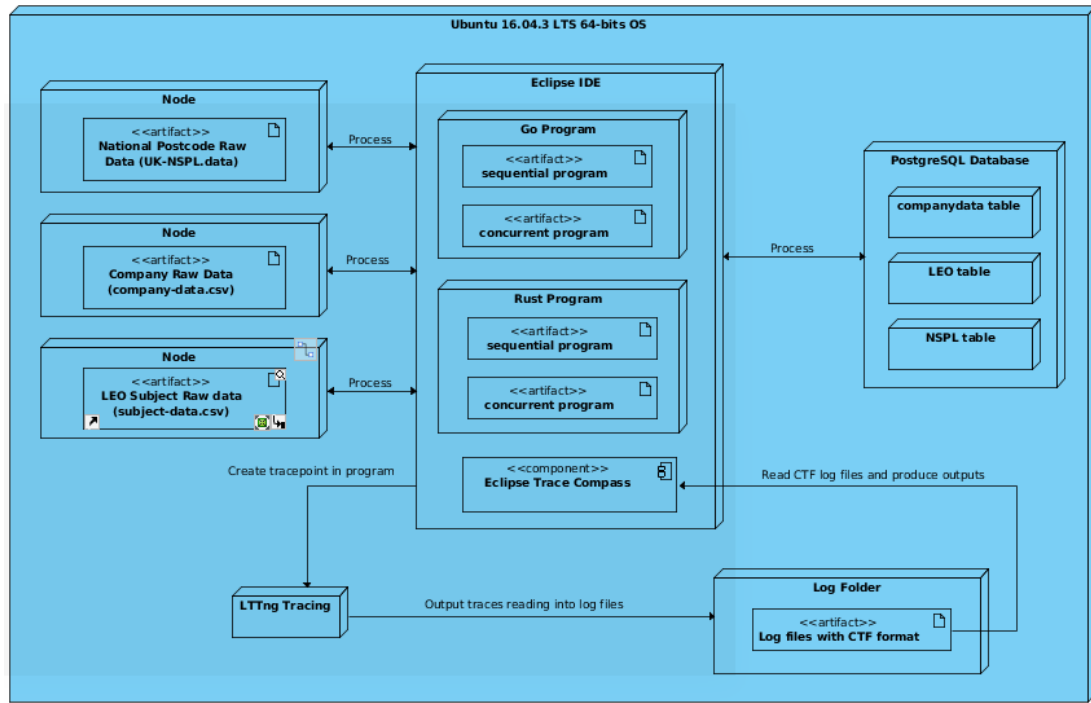 Ubuntu 16.04.3 LTS 64-bits OS
Node
<<artifact>>
National Postcode Raw
Data (UK-NSPL.data)
Process
Node
<<artifact>>
Company Raw Data
(company-data.csv)
Process
Node
<<artifact>>
LEO Subject Raw data
(subject-data.csv)
Process
Eclipse IDE
Go Program
<<artifact>>
sequential program
<<artifact>>
concurrent program
Rust Program
<<artifact>>
sequential program
<<artifact>>
concurrent program
<<component>>
Eclipse Trace Compass
Process
PostgreSQL Database
companydata table
LEO table
NSPL table
Create tracepoint in program
Read CTF log files and produce outputs
LTTng Tracing
Output traces reading into log files
Log Folder
<<artifact>>
Log files with CTF format